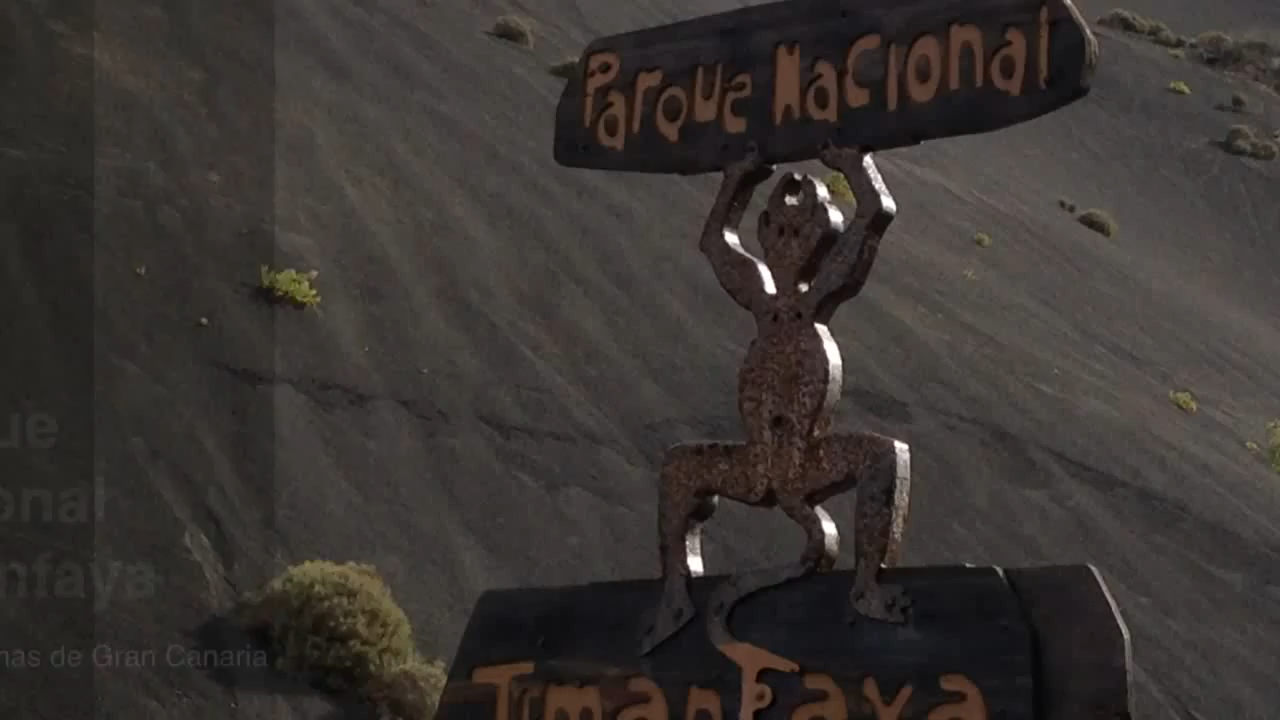 Parque Nacional
Timanfaya
ue
onal
nfaya
nas de Gran Canaria